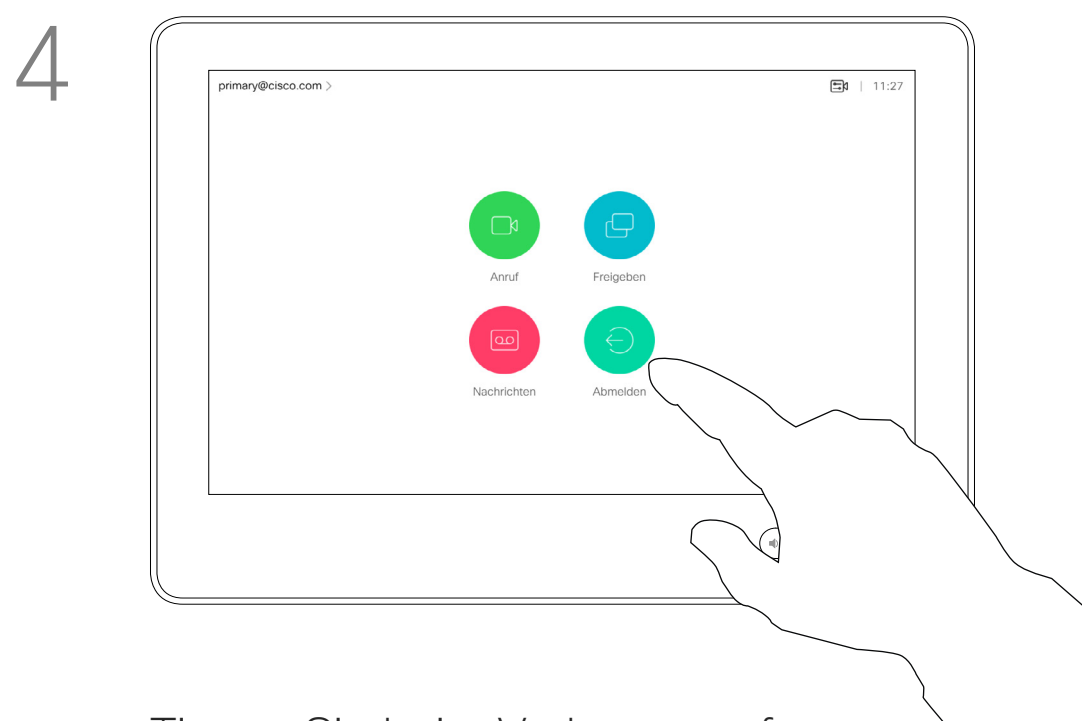 4
primary@cisco.com >
11:27
Anruf
Freigeben
Nachrichten
Abmelden